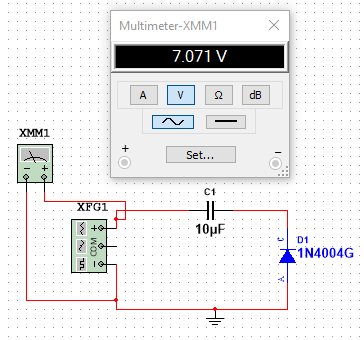 Multimeter-XMM1
7.071 V
A V Ω dB
+ Set... −
XMM1
− +
XFG1
+
COM
−
C1
10µF
C
D1
1N4004G
A